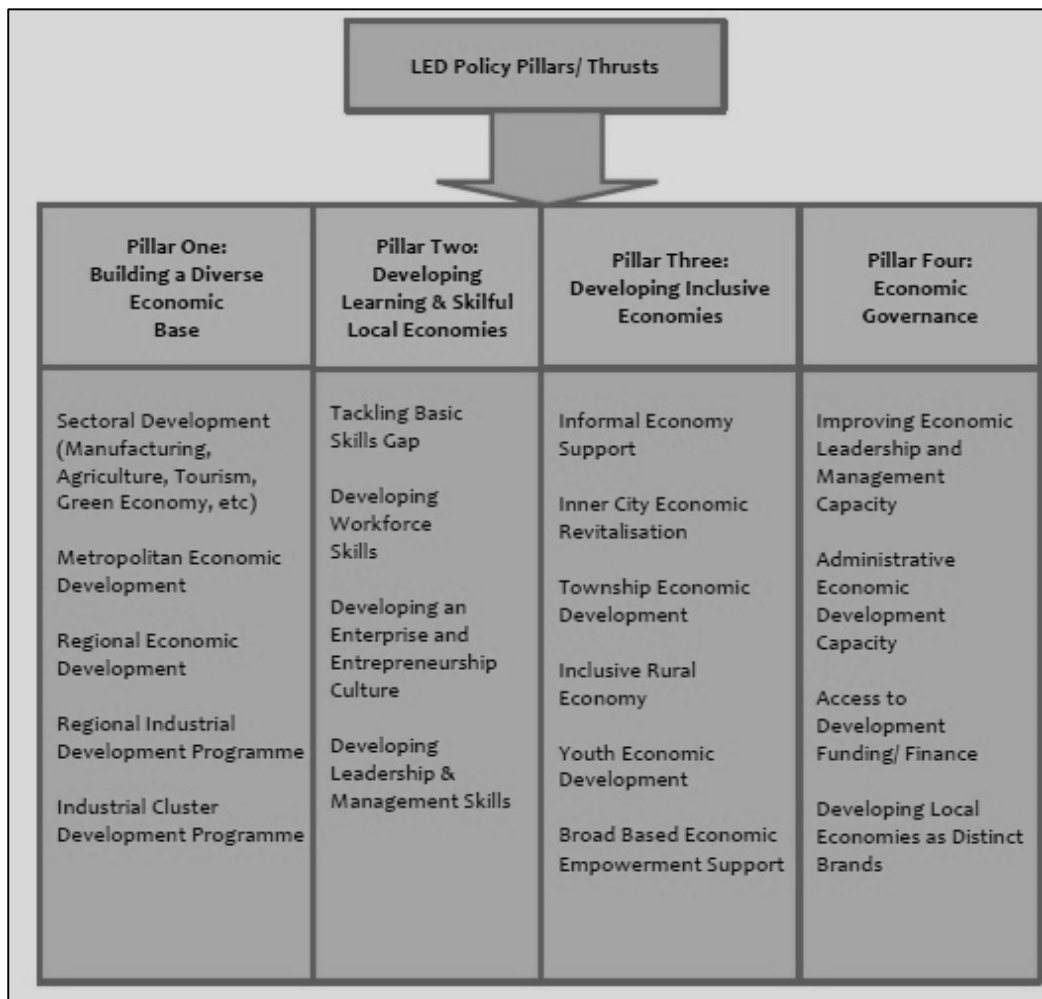 LED Policy Pillars/ Thrusts
Pillar One:
Building a Diverse
Economic
Base
Sectoral Development
(Manufacturing,
Agriculture, Tourism,
Green Economy, etc)
Metropolitan Economic
Development
Regional Economic
Development
Regional Industrial
Development Programme
Industrial Cluster
Development Programme
Pillar Two:
Developing
Learning & Skilful
Local Economies
Tackling Basic
Skills Gap
Developing
Workforce
Skills
Developing an
Enterprise and
Entrepreneurship
Culture
Developing
Leadership &
Management Skills
Pillar Three:
Developing Inclusive
Economies
Informal Economy
Support
Inner City Economic
Revitalisation
Township Economic
Development
Inclusive Rural
Economy
Youth Economic
Development
Broad Based Economic
Empowerment Support
Pillar Four:
Economic
Governance
Improving Economic
Leadership and
Management
Capacity
Administrative
Economic
Development
Capacity
Access to
Development
Funding/ Finance
Developing Local
Economies as Distinct
Brands